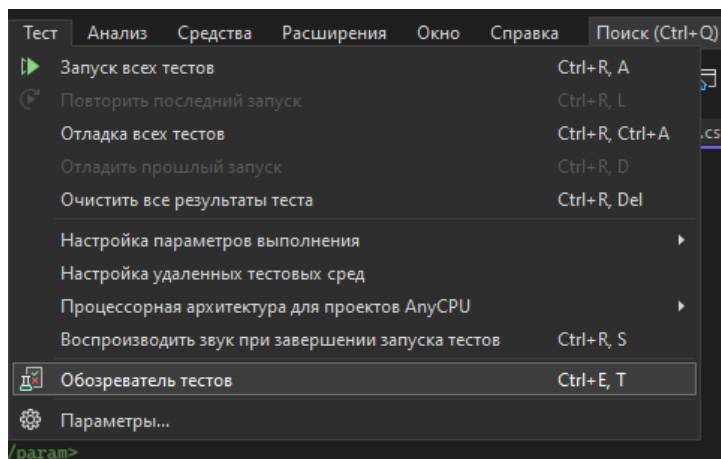 Тест Анализ Средства Расширения Окно Справка Поиск (Ctrl+Q)
Запуск всех тестов Ctrl+R, A
Повторить последний запуск Ctrl+R, L
Отладка всех тестов Ctrl+R, Ctrl+A .cs
Отладить прошлый запуск Ctrl+R, D
Очистить все результаты теста Ctrl+R, Del
Настройка параметров выполнения
Настройка удаленных тестовых сред
Процессорная архитектура для проектов AnyCPU
Воспроизводить звук при завершении запуска тестов Ctrl+R, S
Обозреватель тестов Ctrl+E, T
Параметры...
/param>